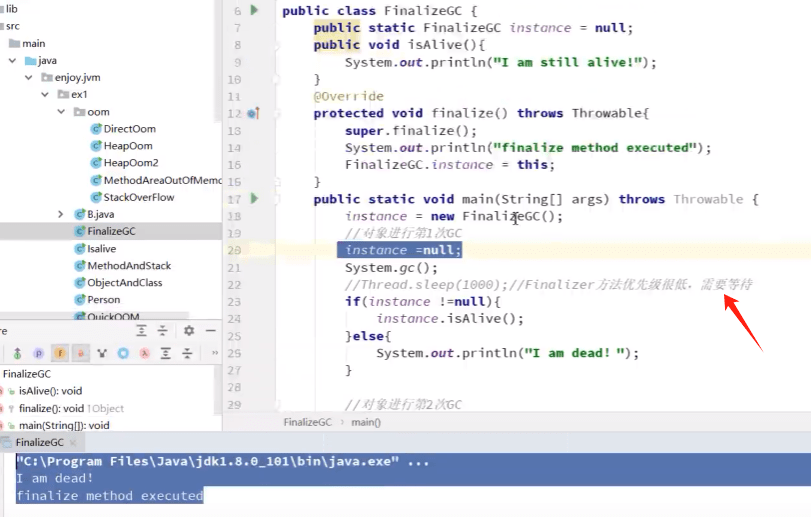 lib
src
main
java
enjoy.jvm
ex1
oom
DirectOom
HeapOom
HeapOom2
MethodAreaOutOfMemo
StackOverFlow
B.java
FinalizeGC
Isalive
MethodAndStack
ObjectAndClass
Person
QuickOOM
FinalizeGC
isAlive(): void
finalize(): void ↑Object
main(String[]): void
6 public class FinalizeGC {
7 public static FinalizeGC instance = null;
8 public void isAlive(){
9 System.out.println("I am still alive!");
10 }
11 @Override
12 protected void finalize() throws Throwable{
13 super.finalize();
14 System.out.println("finalize method executed");
15 FinalizeGC.instance = this;
16 }
17 public static void main(String[] args) throws Throwable {
18 instance = new FinalizeGC();
19 //对象进行第1次GC
20 instance =null;
21 System.gc();
22 //Thread.sleep(1000);//Finalizer方法优先级很低，需要等待
23 if(instance !=null){
24 instance.isAlive();
25 }else{
26 System.out.println("I am dead！");
27 }
28
29 //对象进行第2次GC
FinalizeGC › main()
FinalizeGC ×
"C:\Program Files\Java\jdk1.8.0_101\bin\java.exe" ...
I am dead！
finalize method executed